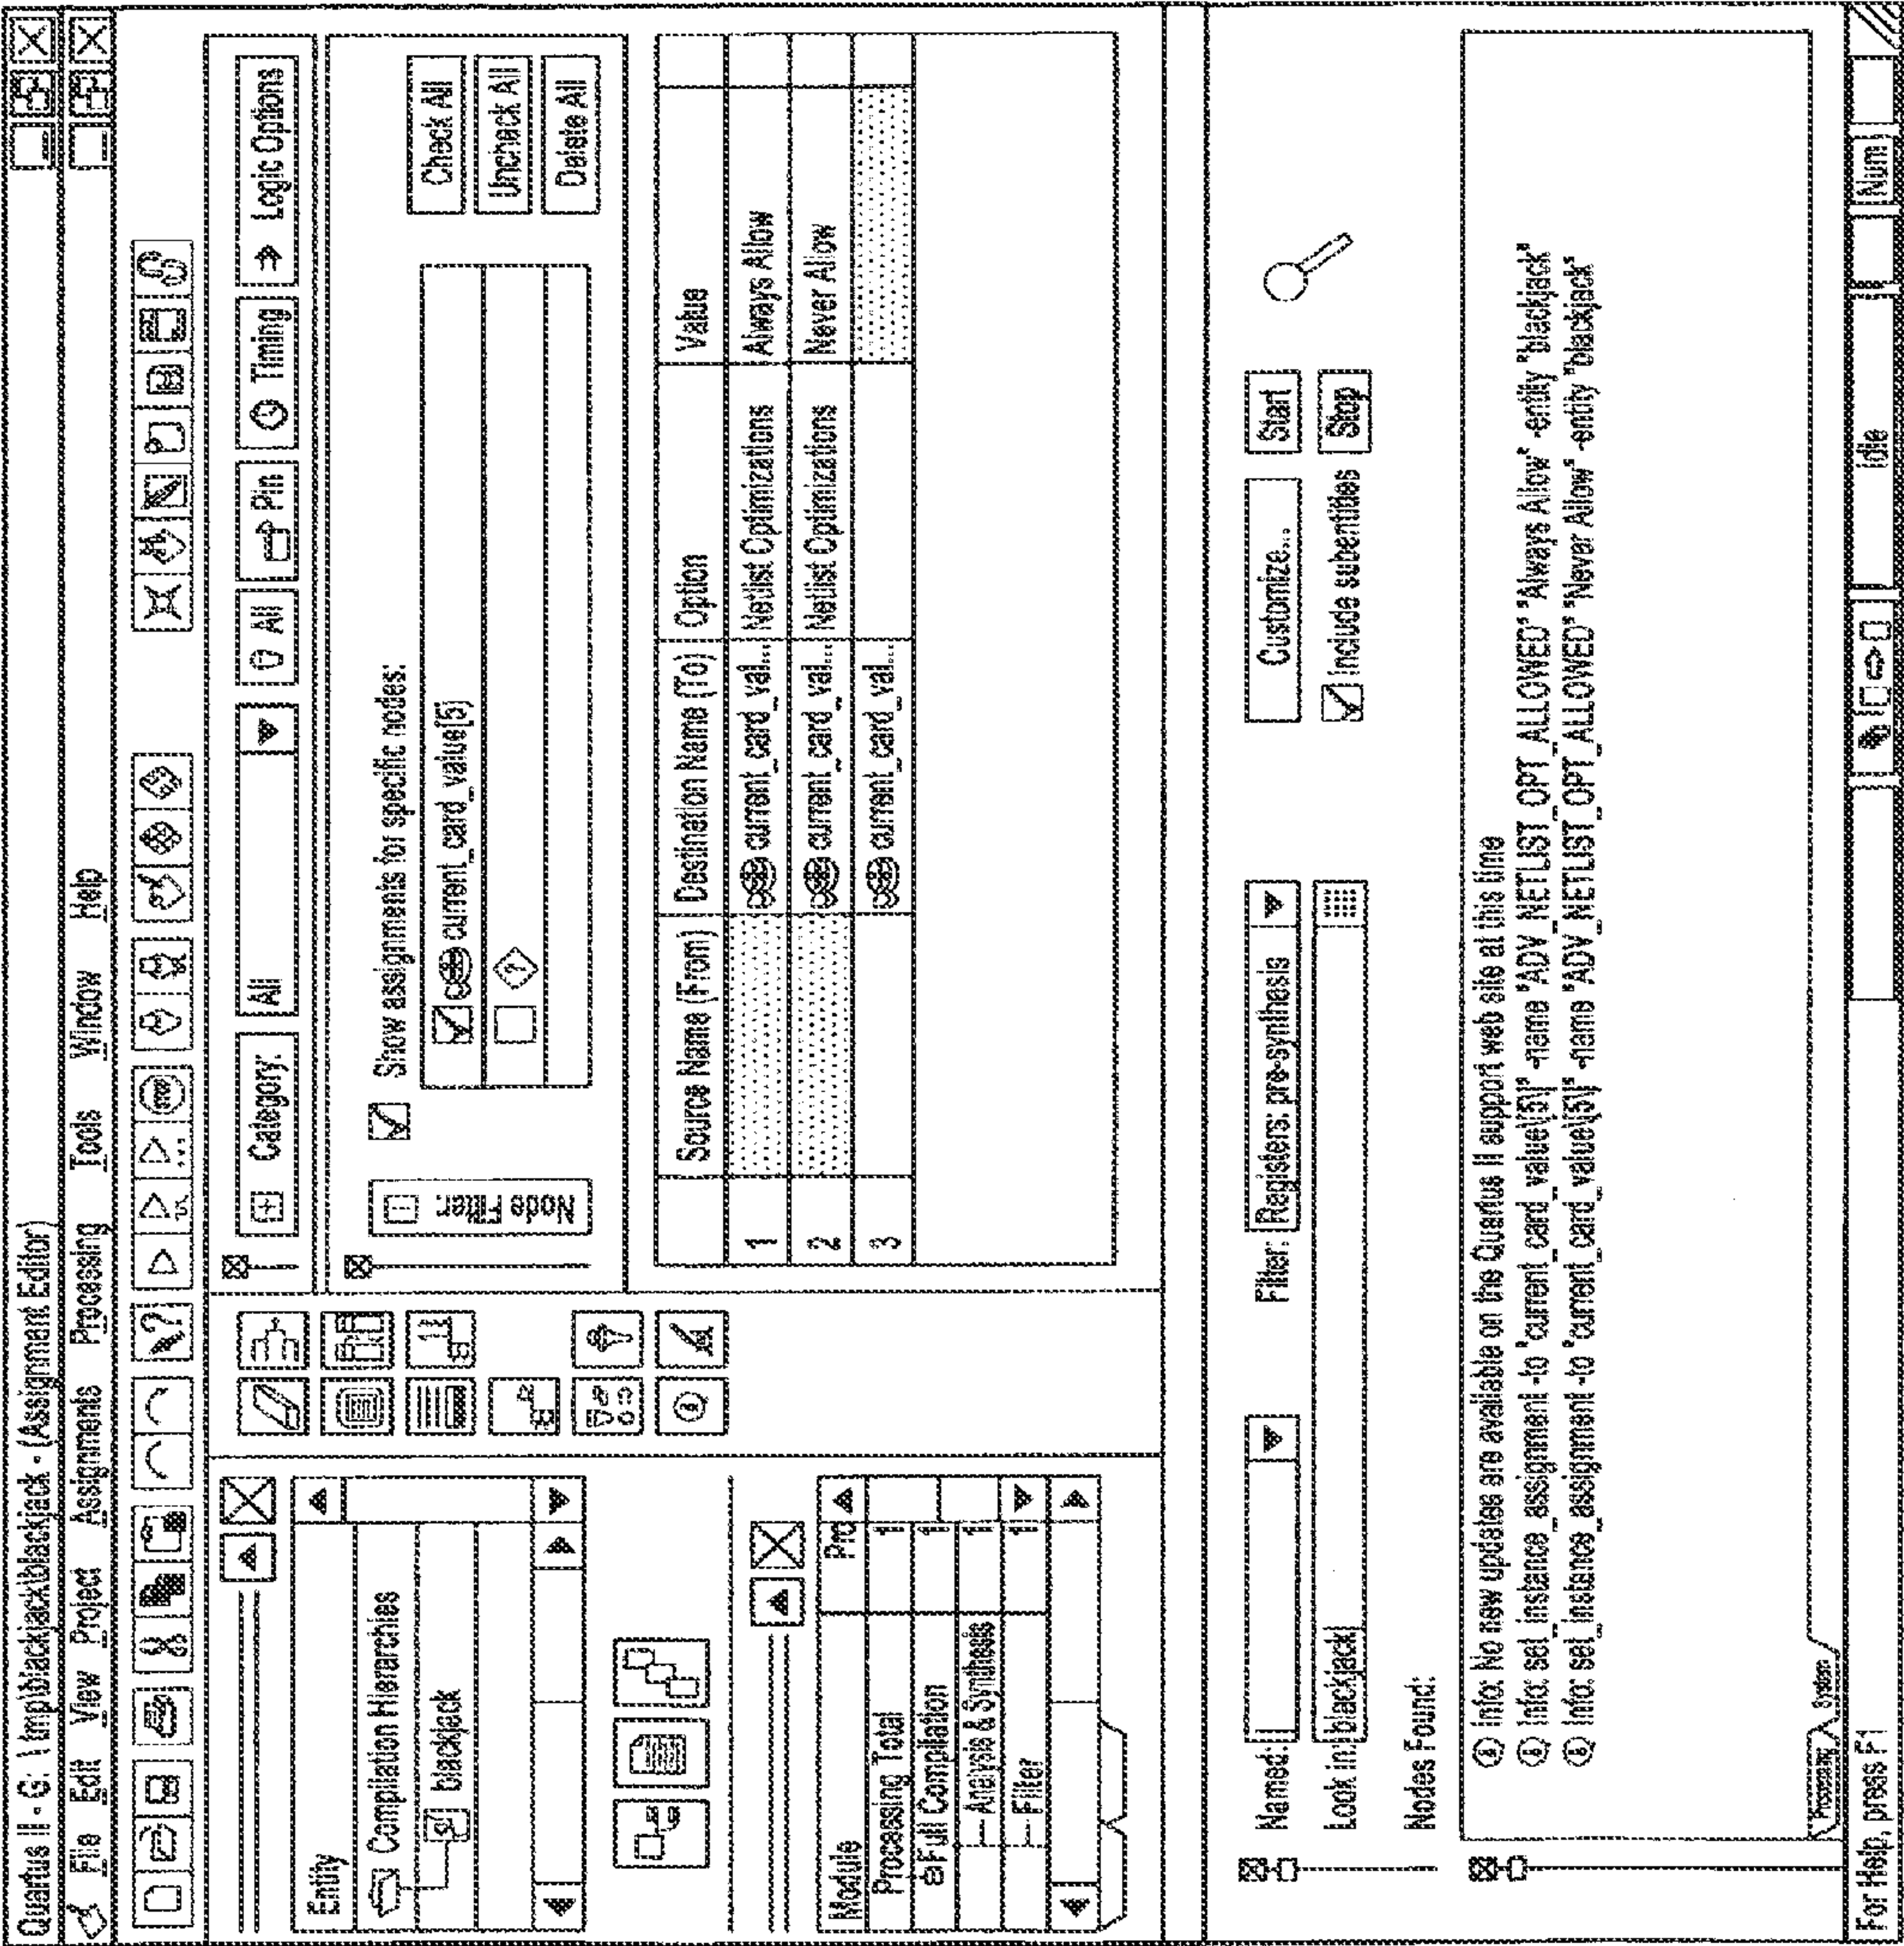 Quartus II - G: \ tmp\blackjack\blackjack - (Assignment Editor)
File Edit View Project Assignments Processing Tools Window Help
STOP
Category: All All Pin Timing Logic Options
Entity
Compilation Hierarchies
blackjack
Node Filter:
Show assignments for specific nodes:
current_card_value[5]
?
Check All
Uncheck All
Delete All
Module Pro
Processing Total 1
Full Compilation 1
Analysis & Synthesis 1
Filter 1
Source Name (From) Destination Name (To) Option Value
1 current_card_val... Netlist Optimizations Always Allow
2 current_card_val... Netlist Optimizations Never Allow
3 current_card_val...
Named: Filter: Registers: pre-synthesis Customize... Start
Look in: blackjack Include subentities Stop
Nodes Found:
Info: No new updates are available on the Quartus II support web site at this time
Info: set_instance_assignment -to "current_card_value\[5\]" -name "ADV_NETLIST_OPT_ALLOWED" "Always Allow" -entity "blackjack"
Info: set_instance_assignment -to "current_card_value\[5\]" -name "ADV_NETLIST_OPT_ALLOWED" "Never Allow" -entity "blackjack"
Processing System
For Help, press F1 Idle Num